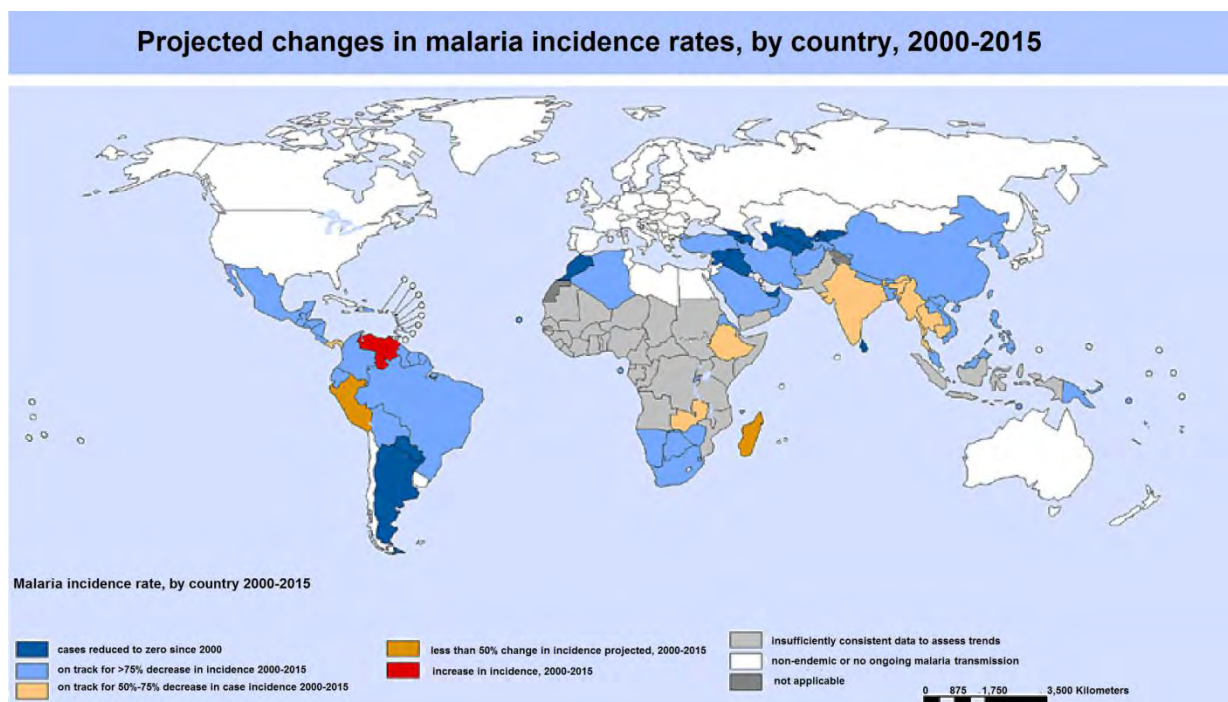 Projected changes in malaria incidence rates, by country, 2000-2015
Malaria incidence rate, by country 2000-2015
cases reduced to zero since 2000
on track for >75% decrease in incidence 2000-2015
on track for 50%-75% decrease in case incidence 2000-2015
less than 50% change in incidence projected, 2000-2015
increase in incidence, 2000-2015
insufficiently consistent data to assess trends
non-endemic or no ongoing malaria transmission
not applicable
0 875 1,750 3,500 Kilometers